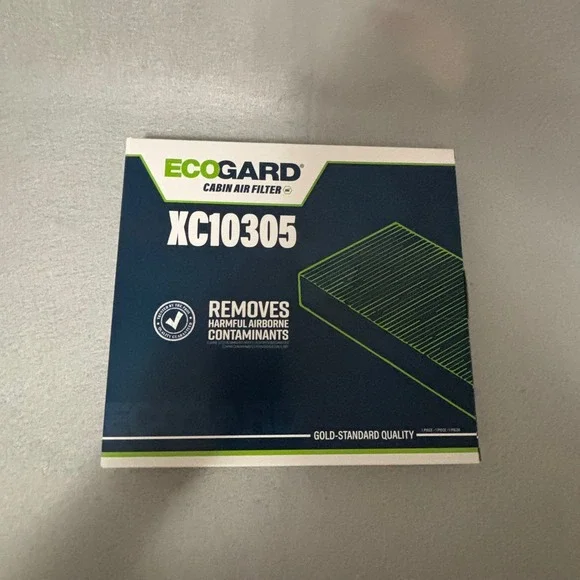 ECOGARD®
CABIN AIR FILTER
XC10305
REMOVES
HARMFUL AIRBORNE
CONTAMINANTS
GOLD-STANDARD QUALITY